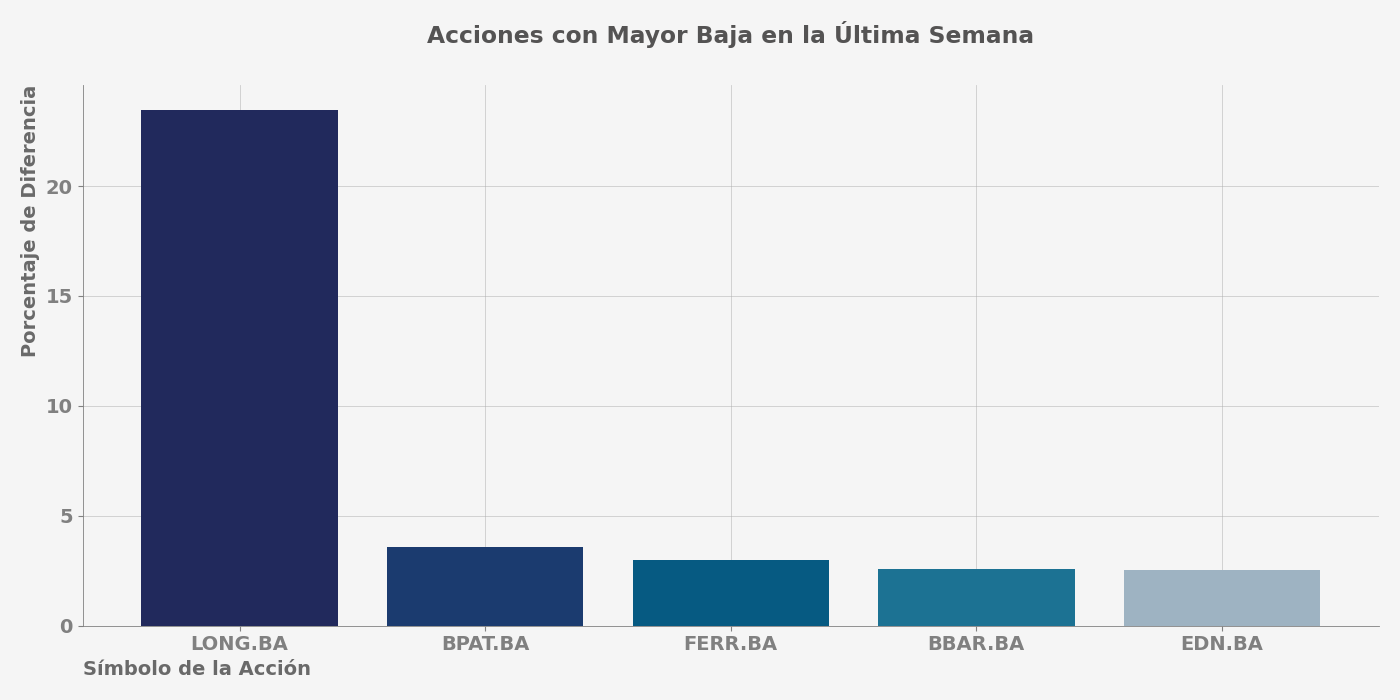 Acciones con Mayor Baja en la Última Semana
Porcentaje de Diferencia
20
15
10
5
0
LONG.BA
BPAT.BA
FERR.BA
BBAR.BA
EDN.BA
Símbolo de la Acción